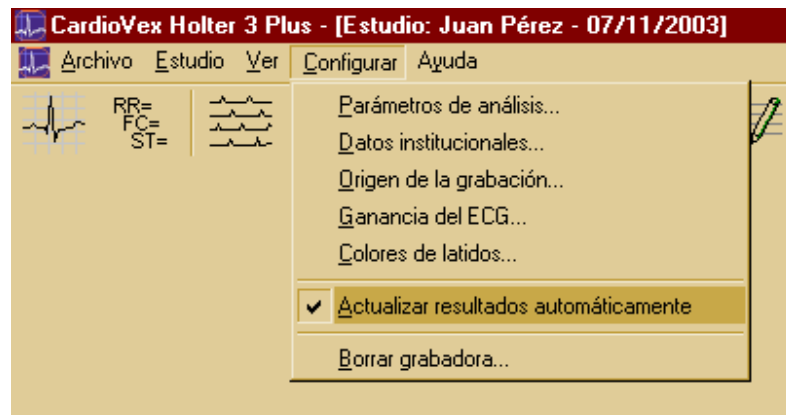 CardioVex Holter 3 Plus - [Estudio: Juan Pérez - 07/11/2003]
Archivo Estudio Ver Configurar Ayuda
RR=
FC=
ST=
Parámetros de análisis...
Datos institucionales...
Origen de la grabación...
Ganancia del ECG...
Colores de latidos...
Actualizar resultados automáticamente
Borrar grabadora...